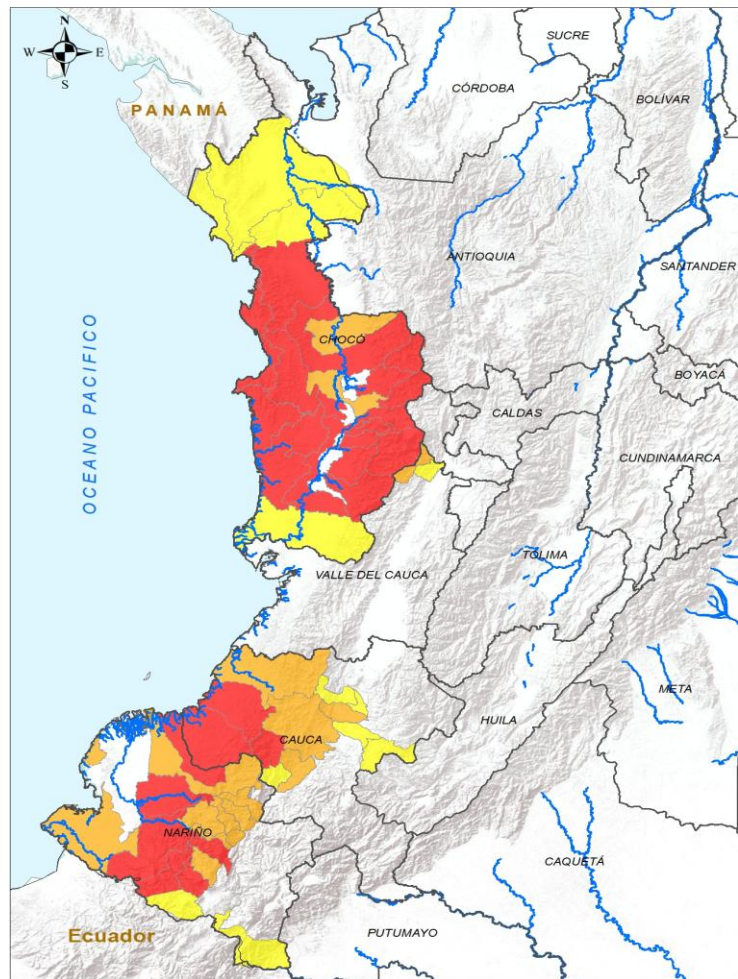 N
W E
S
SUCRE
CÓRDOBA
BOLÍVAR
PANAMÁ
ANTIOQUIA
SANTANDER
OCEANO PACIFICO
CHOCÓ
BOYACÁ
CALDAS
CUNDINAMARCA
TOLIMA
VALLE DEL CAUCA
META
HUILA
CAUCA
NARIÑO
CAQUETÁ
Ecuador
PUTUMAYO